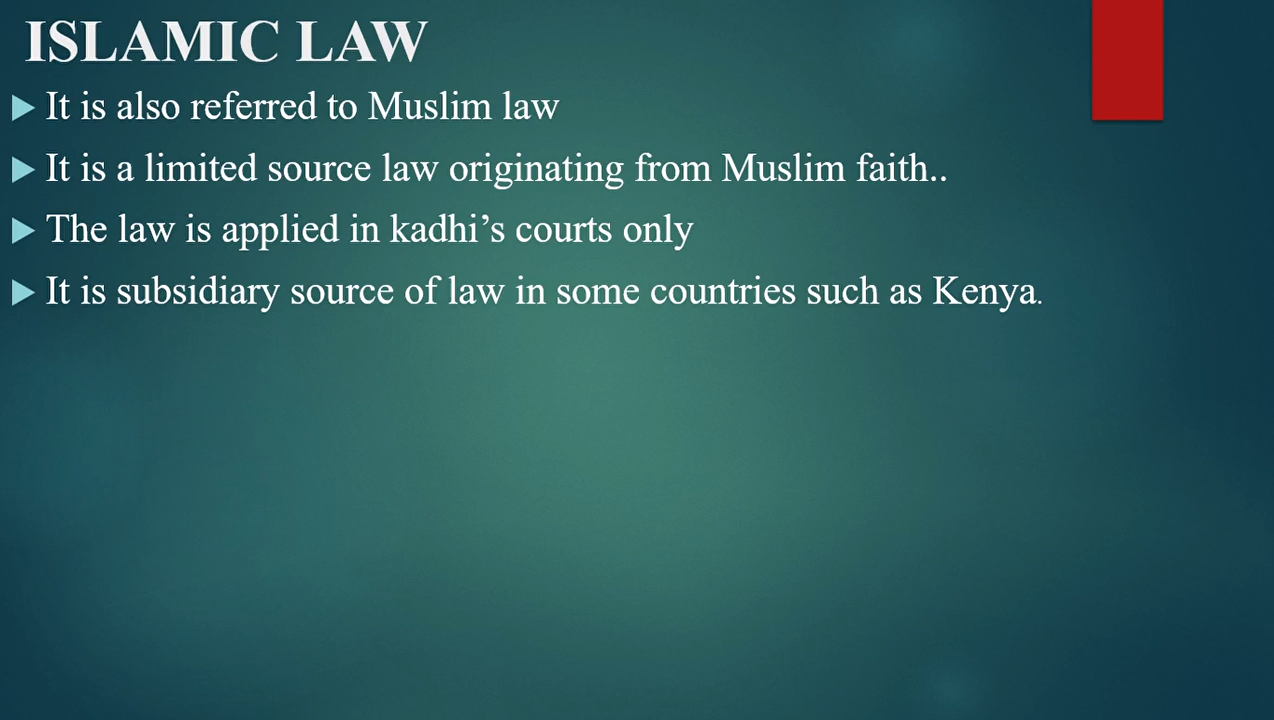 ISLAMIC LAW
It is also referred to Muslim law
It is a limited source law originating from Muslim faith..
The law is applied in kadhi’s courts only
It is subsidiary source of law in some countries such as Kenya.